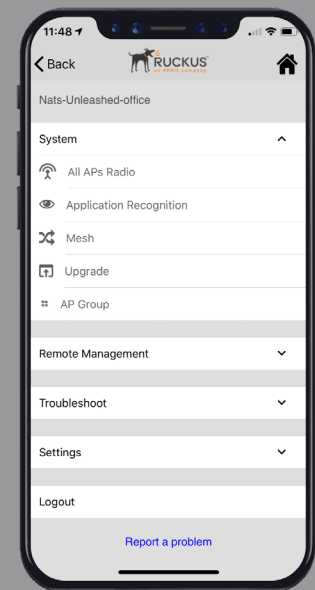 11:48
Back
RUCKUS
an ARRIS company
Nats-Unleashed-office
System
All APs Radio
Application Recognition
Mesh
Upgrade
AP Group
Remote Management
Troubleshoot
Settings
Logout
Report a problem